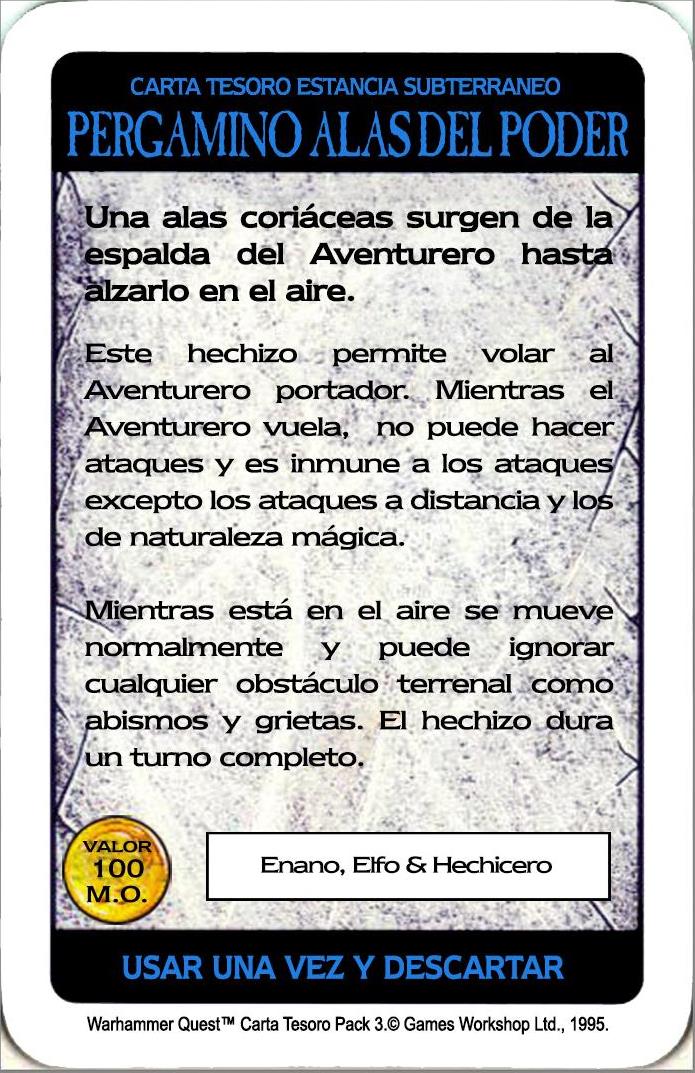 CARTA TESORO ESTANCIA SUBTERRANEO
PERGAMINO ALAS DEL PODER
Una alas coriáceas surgen de la
espalda del Aventurero hasta
alzarlo en el aire.
Este hechizo permite volar al
Aventurero portador. Mientras el
Aventurero vuela, no puede hacer
ataques y es inmune a los ataques
excepto los ataques a distancia y los
de naturaleza mágica.
Mientras está en el aire se mueve
normalmente y puede ignorar
cualquier obstáculo terrenal como
abismos y grietas. El hechizo dura
un turno completo.
VALOR
100
M.O.
Enano, Elfo & Hechicero
USAR UNA VEZ Y DESCARTAR
Warhammer Quest™ Carta Tesoro Pack 3.© Games Workshop Ltd., 1995.